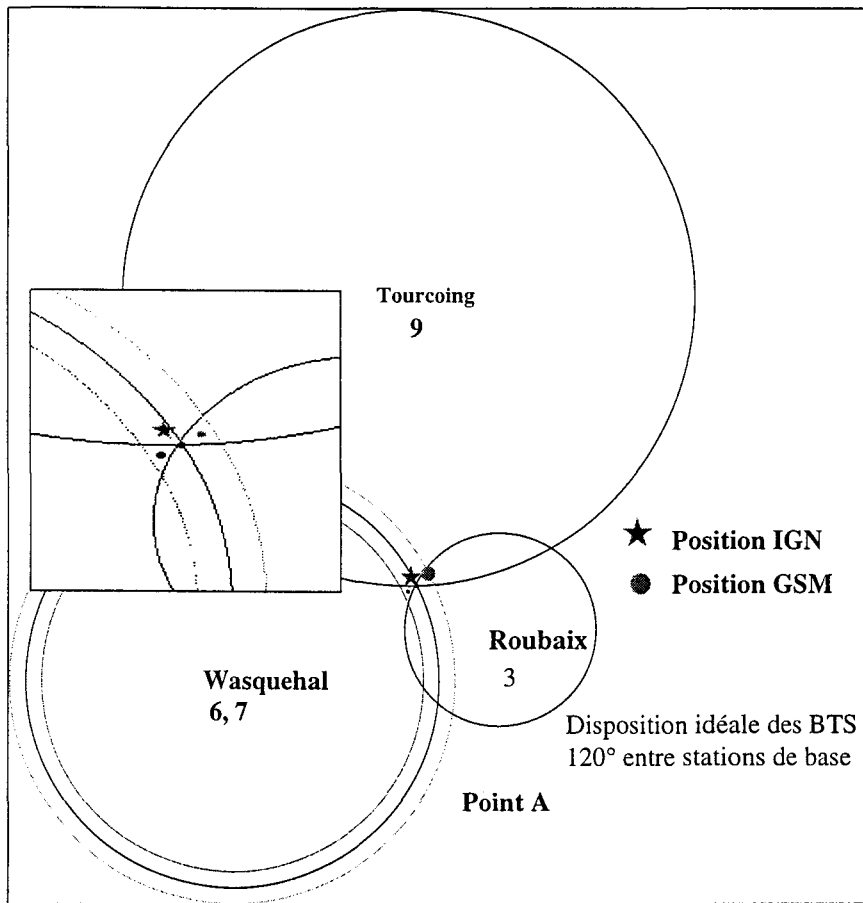 Tourcoing
9
Position IGN
Position GSM
Roubaix
3
Wasquehal
6, 7
Disposition idéale des BTS
120° entre stations de base
Point A